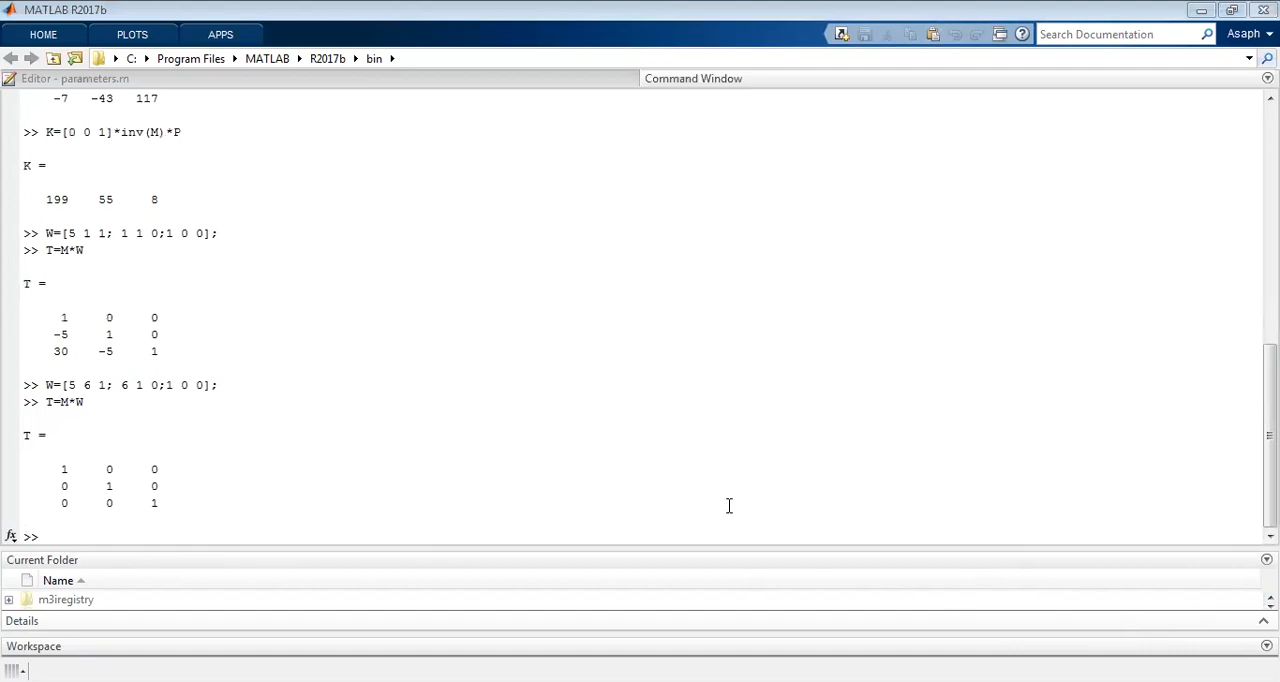 MATLAB R2017b
HOME PLOTS APPS Search Documentation Asaph
C: Program Files MATLAB R2017b bin
Editor - parameters.m Command Window
-7 -43 117
>> K=[0 0 1]*inv(M)*P
K =
199 55 8
>> W=[5 1 1; 1 1 0;1 0 0];
>> T=M*W
T =
1 0 0
-5 1 0
30 -5 1
>> W=[5 6 1; 6 1 0;1 0 0];
>> T=M*W
T =
1 0 0
0 1 0
0 0 1
fx >>
Current Folder
Name
m3iregistry
Details
Workspace